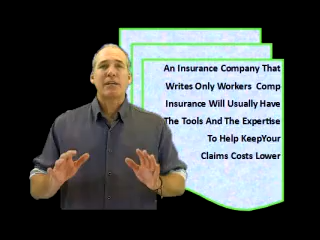 An Insurance Company That
Writes Only Workers Comp
Insurance Will Usually Have
The Tools And The Expertise
To Help KeepYour
Claims Costs Lower